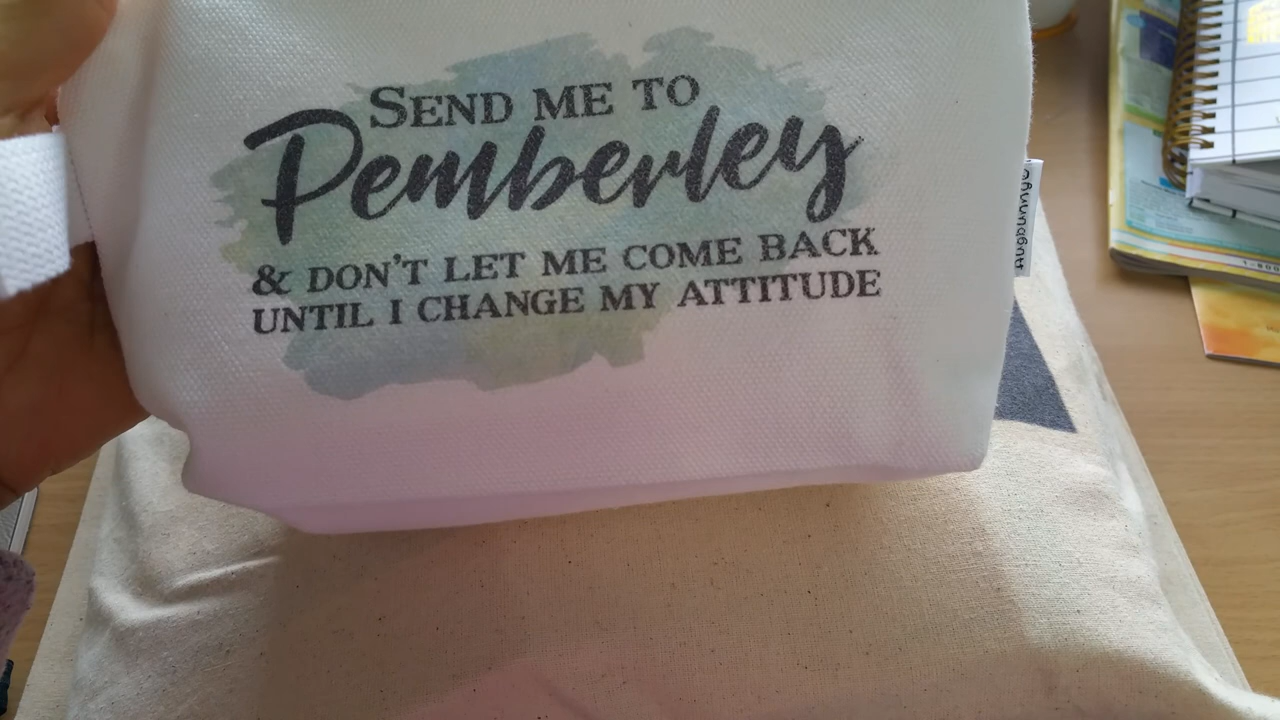 SEND ME TO
Pemberley
& DON'T LET ME COME BACK
UNTIL I CHANGE MY ATTITUDE